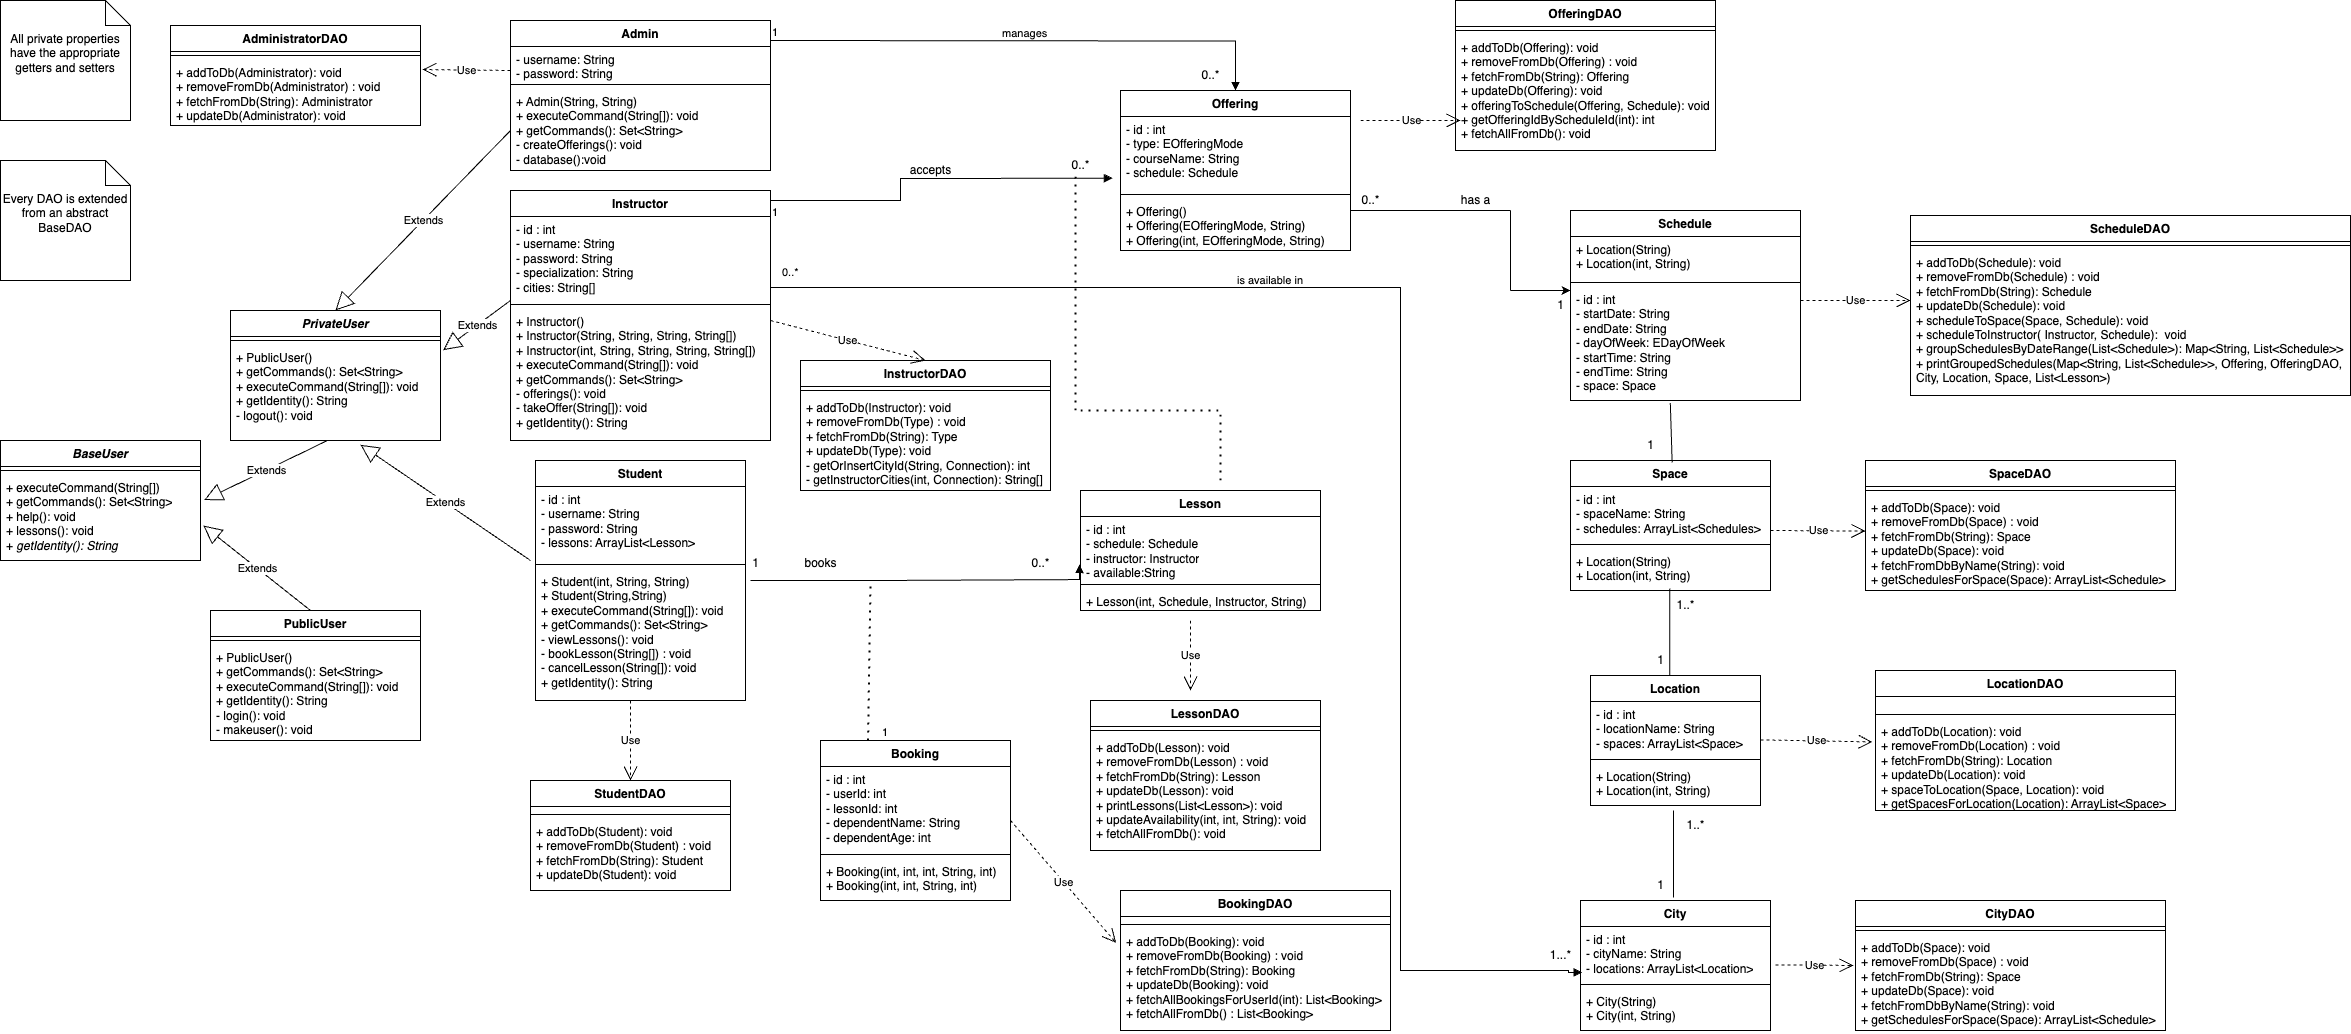 All private properties
have the appropriate
getters and setters
Every DAO is extended
from an abstract
BaseDAO
AdministratorDAO
+ addToDb(Administrator): void
+ removeFromDb(Administrator) : void
+ fetchFromDb(String): Administrator
+ updateDb(Administrator): void
Use
Admin
- username: String
- password: String
+ Admin(String, String)
+ executeCommand(String[]): void
+ getCommands(): Set<String>
- createOfferings(): void
- database():void
1
manages
0..*
Extends
Instructor
- id : int
- username: String
- password: String
- specialization: String
- cities: String[]
+ Instructor()
+ Instructor(String, String, String, String[])
+ Instructor(int, String, String, String, String[])
+ executeCommand(String[]): void
+ getCommands(): Set<String>
- offerings(): void
- takeOffer(String[]): void
+ getIdentity(): String
1
accepts
0..*
0..*
is available in
Extends
Use
Offering
- id : int
- type: EOfferingMode
- courseName: String
- schedule: Schedule
+ Offering()
+ Offering(EOfferingMode, String)
+ Offering(int, EOfferingMode, String)
Use
OfferingDAO
+ addToDb(Offering): void
+ removeFromDb(Offering) : void
+ fetchFromDb(String): Offering
+ updateDb(Offering): void
+ offeringToSchedule(Offering, Schedule): void
+ getOfferingIdByScheduleId(int): int
+ fetchAllFromDb(): void
0..*
has a
1
Schedule
+ Location(String)
+ Location(int, String)
- id : int
- startDate: String
- endDate: String
- dayOfWeek: EDayOfWeek
- startTime: String
- endTime: String
- space: Space
Use
ScheduleDAO
+ addToDb(Schedule): void
+ removeFromDb(Schedule) : void
+ fetchFromDb(String): Schedule
+ updateDb(Schedule): void
+ scheduleToSpace(Space, Schedule): void
+ scheduleToInstructor( Instructor, Schedule):  void
+ groupSchedulesByDateRange(List<Schedule>): Map<String, List<Schedule>>
+ printGroupedSchedules(Map<String, List<Schedule>>, Offering, OfferingDAO,
City, Location, Space, List<Lesson>)
PrivateUser
+ PublicUser()
+ getCommands(): Set<String>
+ executeCommand(String[]): void
+ getIdentity(): String
- logout(): void
InstructorDAO
+ addToDb(Instructor): void
+ removeFromDb(Type) : void
+ fetchFromDb(String): Type
+ updateDb(Type): void
- getOrInsertCityId(String, Connection): int
- getInstructorCities(int, Connection): String[]
BaseUser
+ executeCommand(String[])
+ getCommands(): Set<String>
+ help(): void
+ lessons(): void
+ getIdentity(): String
Extends
Extends
Extends
PublicUser
+ PublicUser()
+ getCommands(): Set<String>
+ executeCommand(String[]): void
+ getIdentity(): String
- login(): void
- makeuser(): void
Student
- id : int
- username: String
- password: String
- lessons: ArrayList<Lesson>
+ Student(int, String, String)
+ Student(String,String)
+ executeCommand(String[]): void
+ getCommands(): Set<String>
- viewLessons(): void
- bookLesson(String[]) : void
- cancelLesson(String[]): void
+ getIdentity(): String
1
books
0..*
Lesson
- id : int
- schedule: Schedule
- instructor: Instructor
- available:String
+ Lesson(int, Schedule, Instructor, String)
Use
LessonDAO
+ addToDb(Lesson): void
+ removeFromDb(Lesson) : void
+ fetchFromDb(String): Lesson
+ updateDb(Lesson): void
+ printLessons(List<Lesson>): void
+ updateAvailability(int, int, String): void
+ fetchAllFromDb(): void
Use
StudentDAO
+ addToDb(Student): void
+ removeFromDb(Student) : void
+ fetchFromDb(String): Student
+ updateDb(Student): void
1
Booking
- id : int
- userId: int
- lessonId: int
- dependentName: String
- dependentAge: int
+ Booking(int, int, int, String, int)
+ Booking(int, int, String, int)
Use
BookingDAO
+ addToDb(Booking): void
+ removeFromDb(Booking) : void
+ fetchFromDb(String): Booking
+ updateDb(Booking): void
+ fetchAllBookingsForUserId(int): List<Booking>
+ fetchAllFromDb() : List<Booking>
1
Space
- id : int
- spaceName: String
- schedules: ArrayList<Schedules>
+ Location(String)
+ Location(int, String)
Use
SpaceDAO
+ addToDb(Space): void
+ removeFromDb(Space) : void
+ fetchFromDb(String): Space
+ updateDb(Space): void
+ fetchFromDbByName(String): void
+ getSchedulesForSpace(Space): ArrayList<Schedule>
1..*
1
Location
- id : int
- locationName: String
- spaces: ArrayList<Space>
+ Location(String)
+ Location(int, String)
Use
LocationDAO
+ addToDb(Location): void
+ removeFromDb(Location) : void
+ fetchFromDb(String): Location
+ updateDb(Location): void
+ spaceToLocation(Space, Location): void
+ getSpacesForLocation(Location): ArrayList<Space>
1..*
1
1...*
City
- id : int
- cityName: String
- locations: ArrayList<Location>
+ City(String)
+ City(int, String)
Use
CityDAO
+ addToDb(Space): void
+ removeFromDb(Space) : void
+ fetchFromDb(String): Space
+ updateDb(Space): void
+ fetchFromDbByName(String): void
+ getSchedulesForSpace(Space): ArrayList<Schedule>